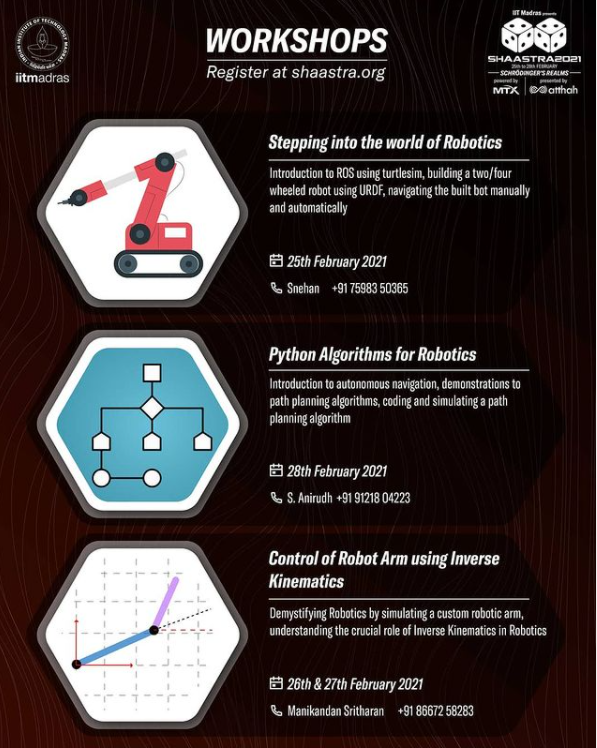 WORKSHOPS
Register at shaastra.org
INDIAN INSTITUTE OF TECHNOLOGY MADRAS
iitmadras
IIT Madras presents
SHAASTRA2021
25th to 28th FEBRUARY
SCHRÖDINGER'S REALMS
powered by
MTX
presented by
atthah
Stepping into the world of Robotics
Introduction to ROS using turtlesim, building a two/four
wheeled robot using URDF, navigating the built bot manually
and automatically
25th February 2021
Snehan +91 75983 50365
Python Algorithms for Robotics
Introduction to autonomous navigation, demonstrations to
path planning algorithms, coding and simulating a path
planning algorithm
28th February 2021
S. Anirudh +91 91218 04223
Control of Robot Arm using Inverse
Kinematics
Demystifying Robotics by simulating a custom robotic arm,
understanding the crucial role of Inverse Kinematics in Robotics
26th & 27th February 2021
Manikandan Sritharan +91 86672 58283